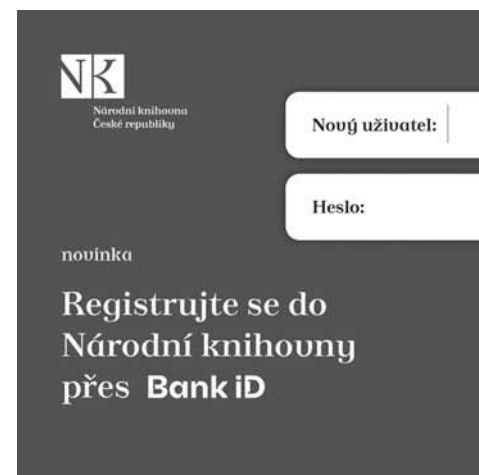 NK
Národní knihovna
České republiky
Nový uživatel:
Heslo:
novinka
Registrujte se do
Národní knihovny
přes Bank iD